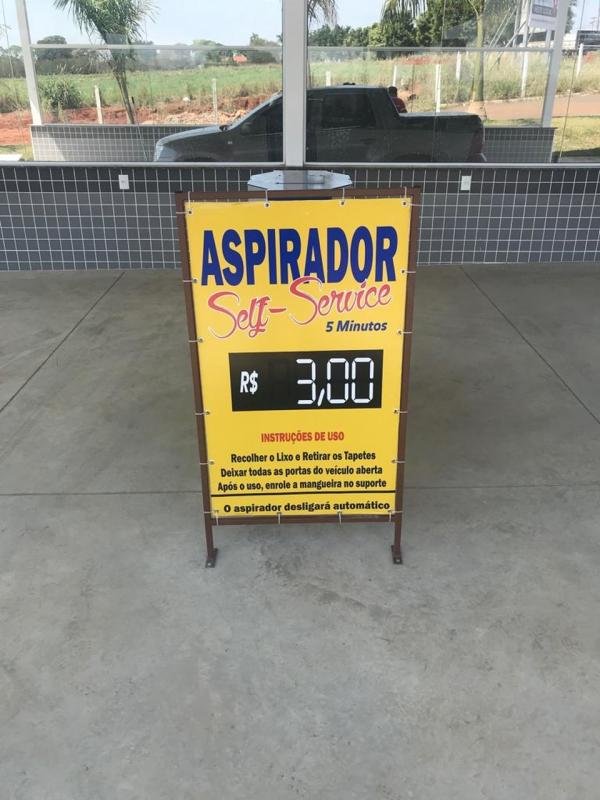 ASPIRADOR
Self-Service
5 Minutos
R$ 3,00
INSTRUÇÕES DE USO
Recolher o Lixo e Retirar os Tapetes
Deixar todas as portas do veículo aberta
Após o uso, enrole a mangueira no suporte
O aspirador desligará automático